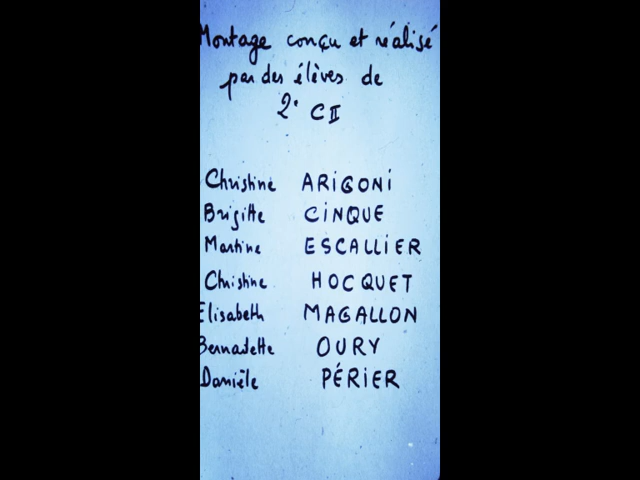 Montage conçu et réalisé
par des élèves de
2° C II
Christine ARIGONI
Brigitte CINQUE
Martine ESCALLIER
Christine HOCQUET
Elisabeth MAGALLON
Bernadette OURY
Danièle PÉRIER